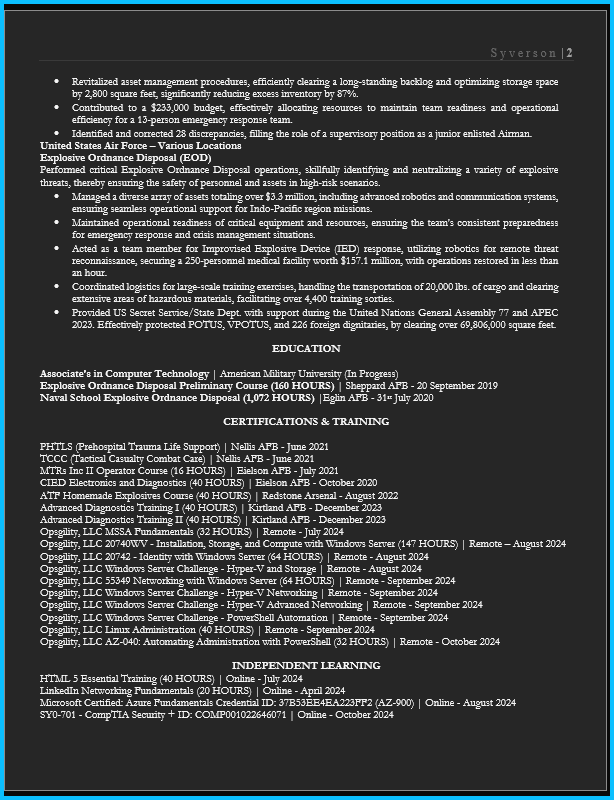 Syverson | 2
• Revitalized asset management procedures, efficiently clearing a long-standing backlog and optimizing storage space
by 2,800 square feet, significantly reducing excess inventory by 87%.
• Contributed to a $233,000 budget, effectively allocating resources to maintain team readiness and operational
efficiency for a 13-person emergency response team.
• Identified and corrected 28 discrepancies, filling the role of a supervisory position as a junior enlisted Airman.
United States Air Force – Various Locations
Explosive Ordnance Disposal (EOD)
Performed critical Explosive Ordnance Disposal operations, skillfully identifying and neutralizing a variety of explosive
threats, thereby ensuring the safety of personnel and assets in high-risk scenarios.
• Managed a diverse array of assets totaling over $3.3 million, including advanced robotics and communication systems,
ensuring seamless operational support for Indo-Pacific region missions.
• Maintained operational readiness of critical equipment and resources, ensuring the team's consistent preparedness
for emergency response and crisis management situations.
• Acted as a team member for Improvised Explosive Device (IED) response, utilizing robotics for remote threat
reconnaissance, securing a 250-personnel medical facility worth $157.1 million, with operations restored in less than
an hour.
• Coordinated logistics for large-scale training exercises, handling the transportation of 20,000 lbs. of cargo and clearing
extensive areas of hazardous materials, facilitating over 4,400 training sorties.
• Provided US Secret Service/State Dept. with support during the United Nations General Assembly 77 and APEC
2023. Effectively protected POTUS, VPOTUS, and 226 foreign dignitaries, by clearing over 69,806,000 square feet.
EDUCATION
Associate's in Computer Technology | American Military University (In Progress)
Explosive Ordnance Disposal Preliminary Course (160 HOURS) | Sheppard AFB - 20 September 2019
Naval School Explosive Ordnance Disposal (1,072 HOURS) |Eglin AFB - 31st July 2020
CERTIFICATIONS & TRAINING
PHTLS (Prehospital Trauma Life Support) | Nellis AFB - June 2021
TCCC (Tactical Casualty Combat Care) | Nellis AFB - June 2021
MTRs Inc II Operator Course (16 HOURS) | Eielson AFB - July 2021
CIED Electronics and Diagnostics (40 HOURS) | Eielson AFB - October 2020
ATF Homemade Explosives Course (40 HOURS) | Redstone Arsenal - August 2022
Advanced Diagnostics Training I (40 HOURS) | Kirtland AFB - December 2023
Advanced Diagnostics Training II (40 HOURS) | Kirtland AFB - December 2023
Opsgility, LLC MSSA Fundamentals (32 HOURS) | Remote - July 2024
Opsgility, LLC 20740WV - Installation, Storage, and Compute with Windows Server (147 HOURS) | Remote – August 2024
Opsgility, LLC 20742 - Identity with Windows Server (64 HOURS) | Remote - August 2024
Opsgility, LLC Windows Server Challenge - Hyper-V and Storage | Remote - August 2024
Opsgility, LLC 55349 Networking with Windows Server (64 HOURS) | Remote - September 2024
Opsgility, LLC Windows Server Challenge - Hyper-V Networking | Remote - September 2024
Opsgility, LLC Windows Server Challenge - Hyper-V Advanced Networking | Remote - September 2024
Opsgility, LLC Windows Server Challenge - PowerShell Automation | Remote - September 2024
Opsgility, LLC Linux Administration (40 HOURS) | Remote - September 2024
Opsgility, LLC AZ-040: Automating Administration with PowerShell (32 HOURS) | Remote - October 2024
INDEPENDENT LEARNING
HTML 5 Essential Training (40 HOURS) | Online - July 2024
LinkedIn Networking Fundamentals (20 HOURS) | Online - April 2024
Microsoft Certified: Azure Fundamentals Credential ID: 37B53EE4EA223FF2 (AZ-900) | Online - August 2024
SY0-701 - CompTIA Security + ID: COMP001022646071 | Online - October 2024